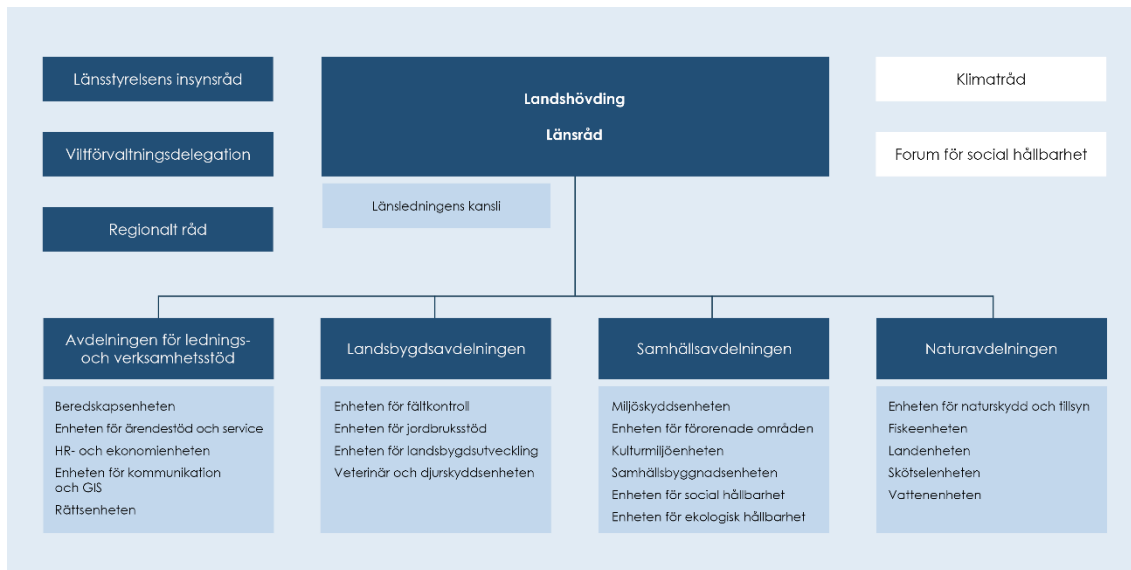 Länsstyrelsens insynsråd
Viltförvaltningsdelegation
Regionalt råd
Landshövding
Länsråd
Länsledningens kansli
Klimatråd
Forum för social hållbarhet
Avdelningen för lednings-
och verksamhetsstöd
Beredskapsenheten
Enheten för ärendestöd och service
HR- och ekonomienheten
Enheten för kommunikation
och GIS
Rättsenheten
Landsbygdsavdelningen
Enheten för fältkontroll
Enheten för jordbruksstöd
Enheten för landsbygdsutveckling
Veterinär och djurskyddsenheten
Samhällsavdelningen
Miljöskyddsenheten
Enheten för förorenade områden
Kulturmiljöenheten
Samhällsbyggnadsenheten
Enheten för social hållbarhet
Enheten för ekologisk hållbarhet
Naturavdelningen
Enheten för naturskydd och tillsyn
Fiskeenheten
Landenheten
Skötselenheten
Vattenenheten